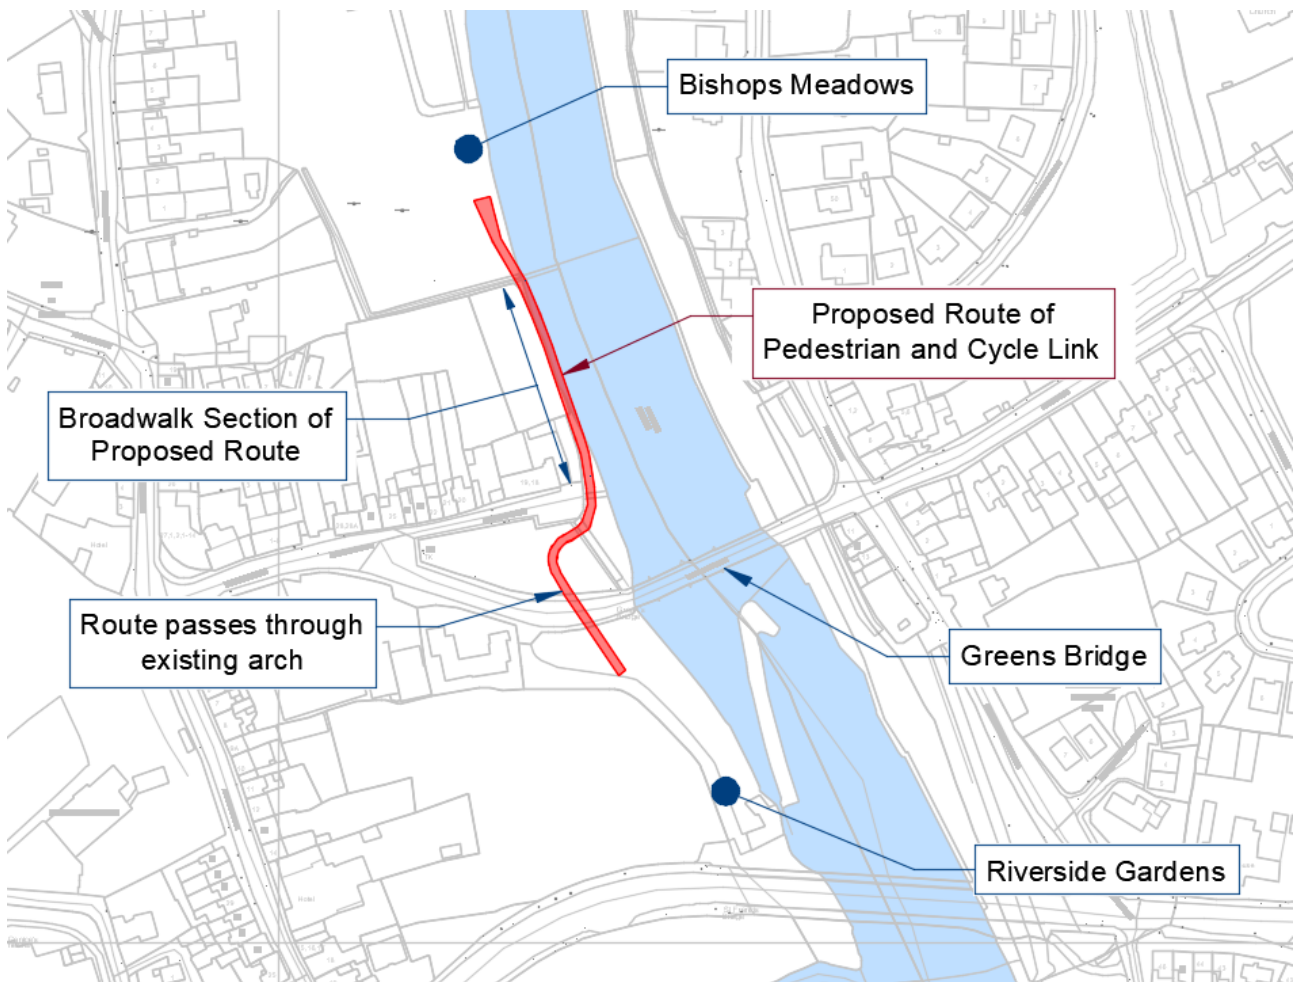 Bishops Meadows
Proposed Route of
Pedestrian and Cycle Link
Broadwalk Section of
Proposed Route
Route passes through
existing arch
Greens Bridge
Riverside Gardens